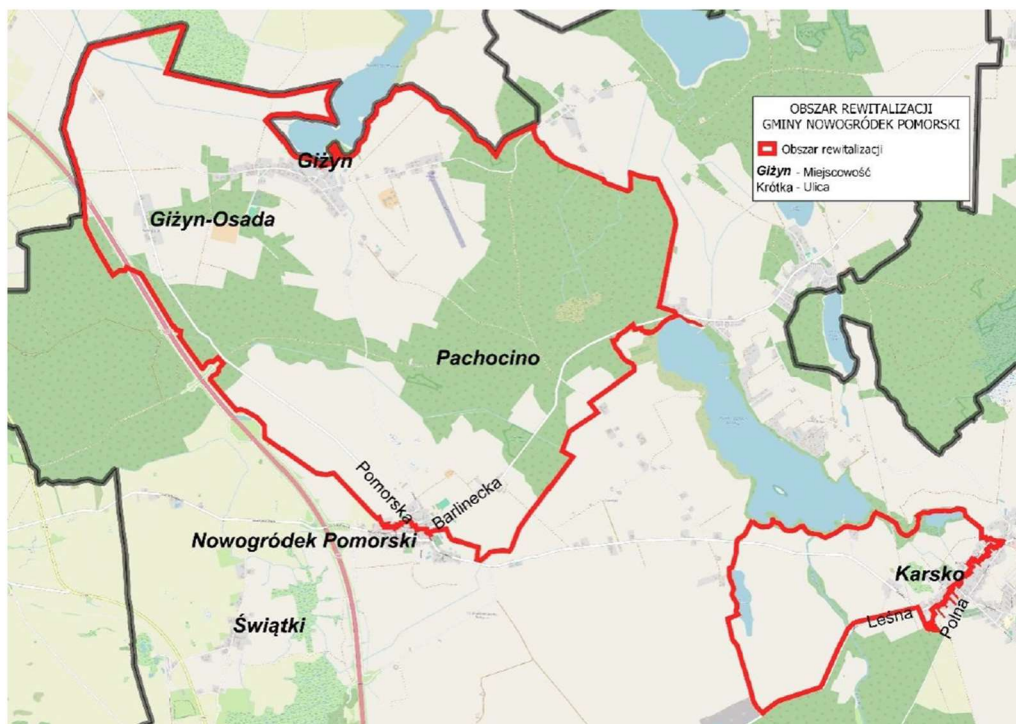 OBSZAR REWITALIZACJI
GMINY NOWOGRÓDEK POMORSKI
Obszar rewitalizacji
Giżyn - Miejscowość
Krótka - Ulica
Giżyn
Giżyn-Osada
Pachocino
Pomorska
Barlinecka
Nowogródek Pomorski
Karsko
Leśna
Polna
Świątki